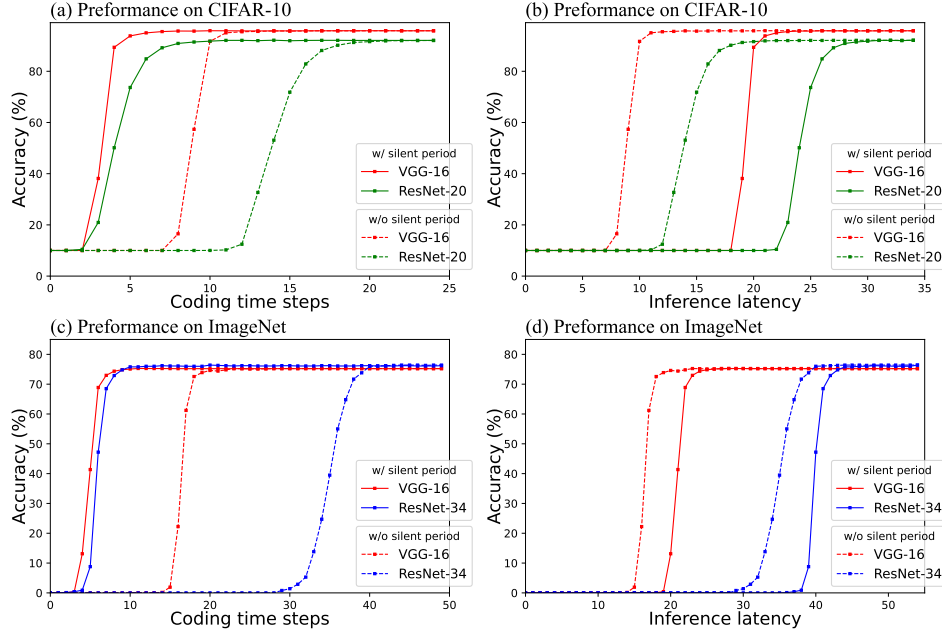 (a) Preformance on CIFAR-10
Accuracy (%)
80
60
40
20
0
0 5 10 15 20 25
Coding time steps
w/ silent period
VGG-16
ResNet-20
w/o silent period
VGG-16
ResNet-20
(b) Preformance on CIFAR-10
Accuracy (%)
80
60
40
20
0
0 5 10 15 20 25 30 35
Inference latency
w/ silent period
VGG-16
ResNet-20
w/o silent period
VGG-16
ResNet-20
(c) Preformance on ImageNet
Accuracy (%)
80
70
60
50
40
30
20
10
0
0 10 20 30 40 50
Coding time steps
w/ silent period
VGG-16
ResNet-34
w/o silent period
VGG-16
ResNet-34
(d) Preformance on ImageNet
Accuracy (%)
80
70
60
50
40
30
20
10
0
0 10 20 30 40 50
Inference latency
w/ silent period
VGG-16
ResNet-34
w/o silent period
VGG-16
ResNet-34